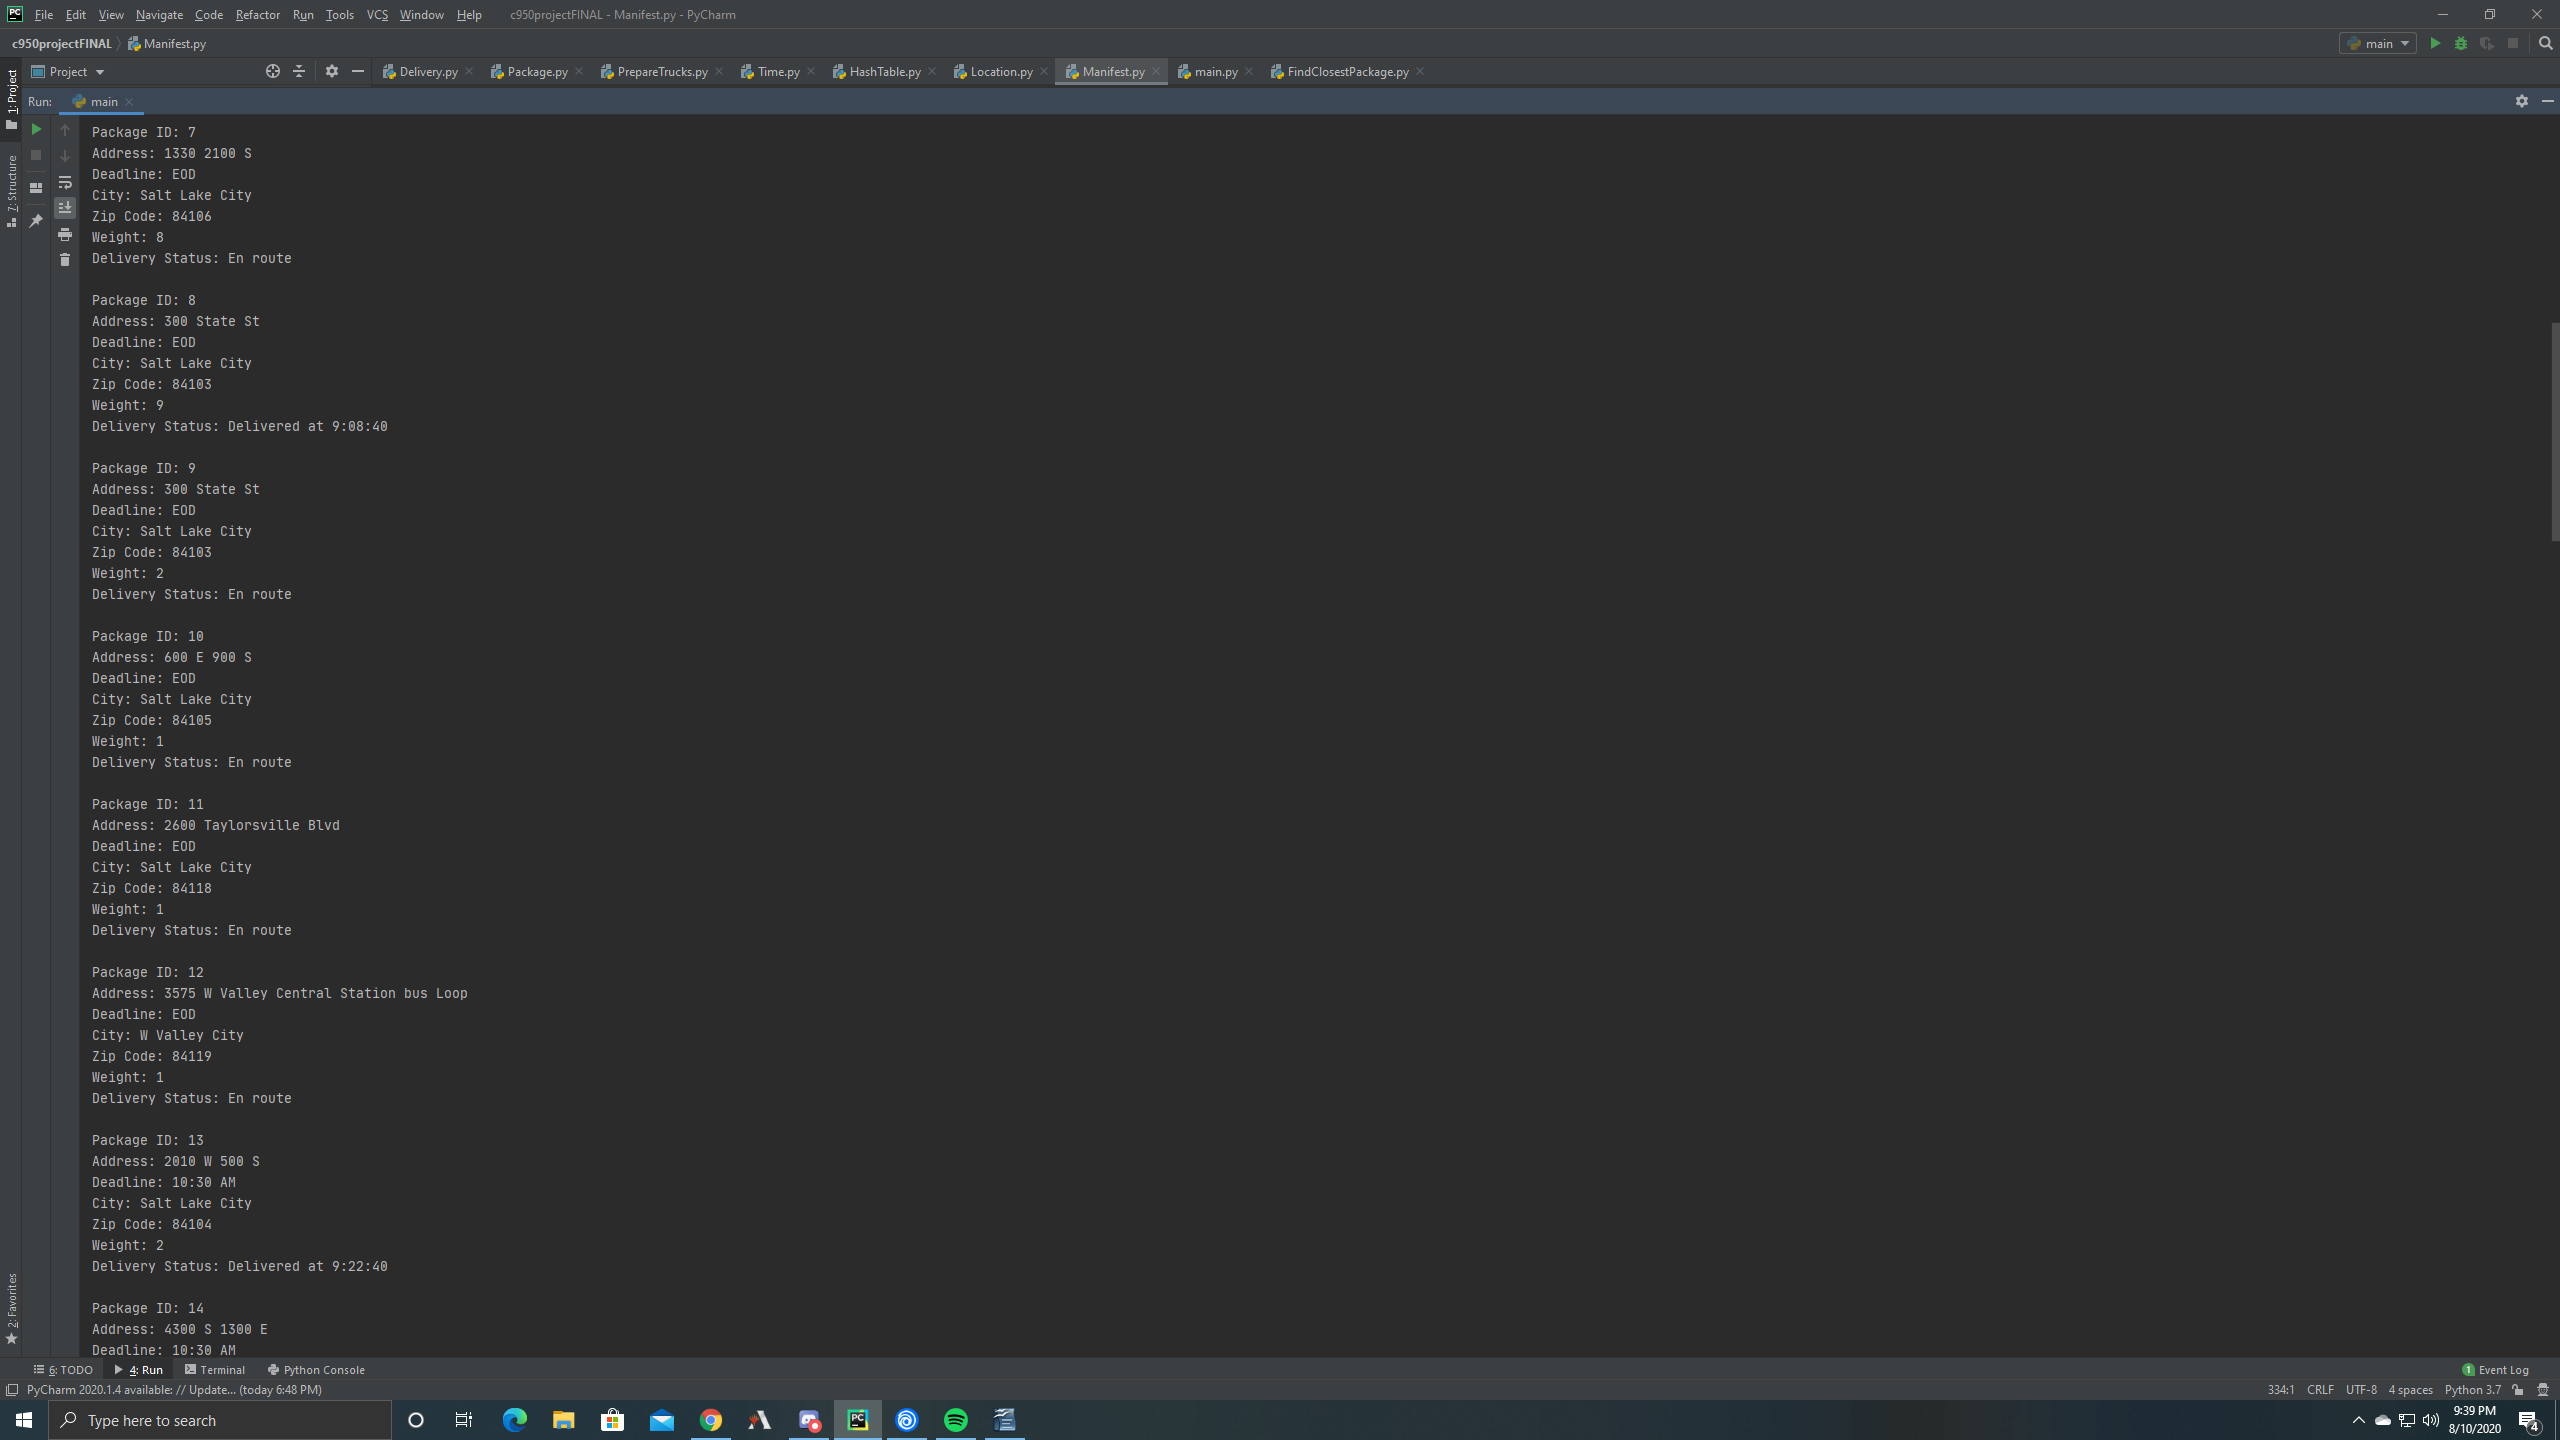 File Edit View Navigate Code Refactor Run Tools VCS Window Help c950projectFINAL - Manifest.py - PyCharm
c950projectFINAL Manifest.py main
Project Delivery.py Package.py PrepareTrucks.py Time.py HashTable.py Location.py Manifest.py main.py FindClosestPackage.py
1: Project
7: Structure
2: Favorites
Run: main
Package ID: 7
Address: 1330 2100 S
Deadline: EOD
City: Salt Lake City
Zip Code: 84106
Weight: 8
Delivery Status: En route
Package ID: 8
Address: 300 State St
Deadline: EOD
City: Salt Lake City
Zip Code: 84103
Weight: 9
Delivery Status: Delivered at 9:08:40
Package ID: 9
Address: 300 State St
Deadline: EOD
City: Salt Lake City
Zip Code: 84103
Weight: 2
Delivery Status: En route
Package ID: 10
Address: 600 E 900 S
Deadline: EOD
City: Salt Lake City
Zip Code: 84105
Weight: 1
Delivery Status: En route
Package ID: 11
Address: 2600 Taylorsville Blvd
Deadline: EOD
City: Salt Lake City
Zip Code: 84118
Weight: 1
Delivery Status: En route
Package ID: 12
Address: 3575 W Valley Central Station bus Loop
Deadline: EOD
City: W Valley City
Zip Code: 84119
Weight: 1
Delivery Status: En route
Package ID: 13
Address: 2010 W 500 S
Deadline: 10:30 AM
City: Salt Lake City
Zip Code: 84104
Weight: 2
Delivery Status: Delivered at 9:22:40
Package ID: 14
Address: 4300 S 1300 E
Deadline: 10:30 AM
6: TODO 4: Run Terminal Python Console 1 Event Log
PyCharm 2020.1.4 available: // Update... (today 6:48 PM) 334:1 CRLF UTF-8 4 spaces Python 3.7
Type here to search PC 9:39 PM
8/10/2020 4